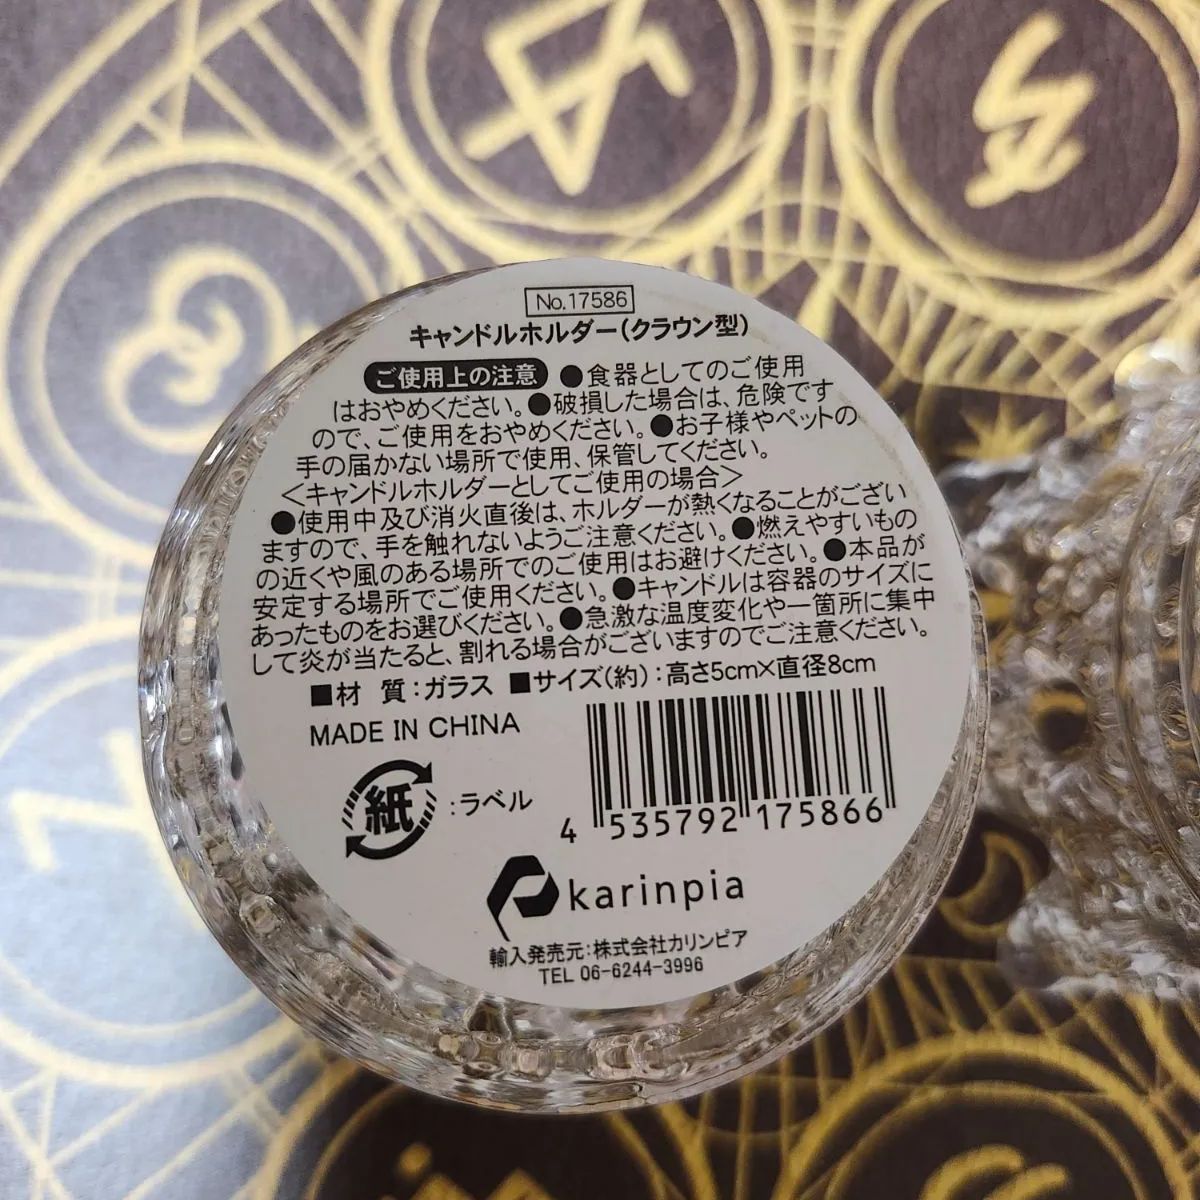 No.17586
キャンドルホルダー(クラウン型)
ご使用上の注意 ●食器としてのご使用
はおやめください。●破損した場合は、危険です
ので、ご使用をおやめください。●お子様やペットの
手の届かない場所で使用、保管してください。
<キャンドルホルダーとしてご使用の場合>
●使用中及び消火直後は、ホルダーが熱くなることがござい
ますので、手を触れないようご注意ください。●燃えやすいもの
の近くや風のある場所でのご使用はお避けください。●本品が
安定する場所でご使用ください。●キャンドルは容器のサイズに
あったものをお選びください。●急激な温度変化や一箇所に集中
して炎が当たると、割れる場合がございますのでご注意ください。
■材 質:ガラス ■サイズ(約):高さ5cm×直径8cm
MADE IN CHINA
紙 :ラベル
4 535792 175866
karinpia
輸入発売元:株式会社カリンピア
TEL 06-6244-3996